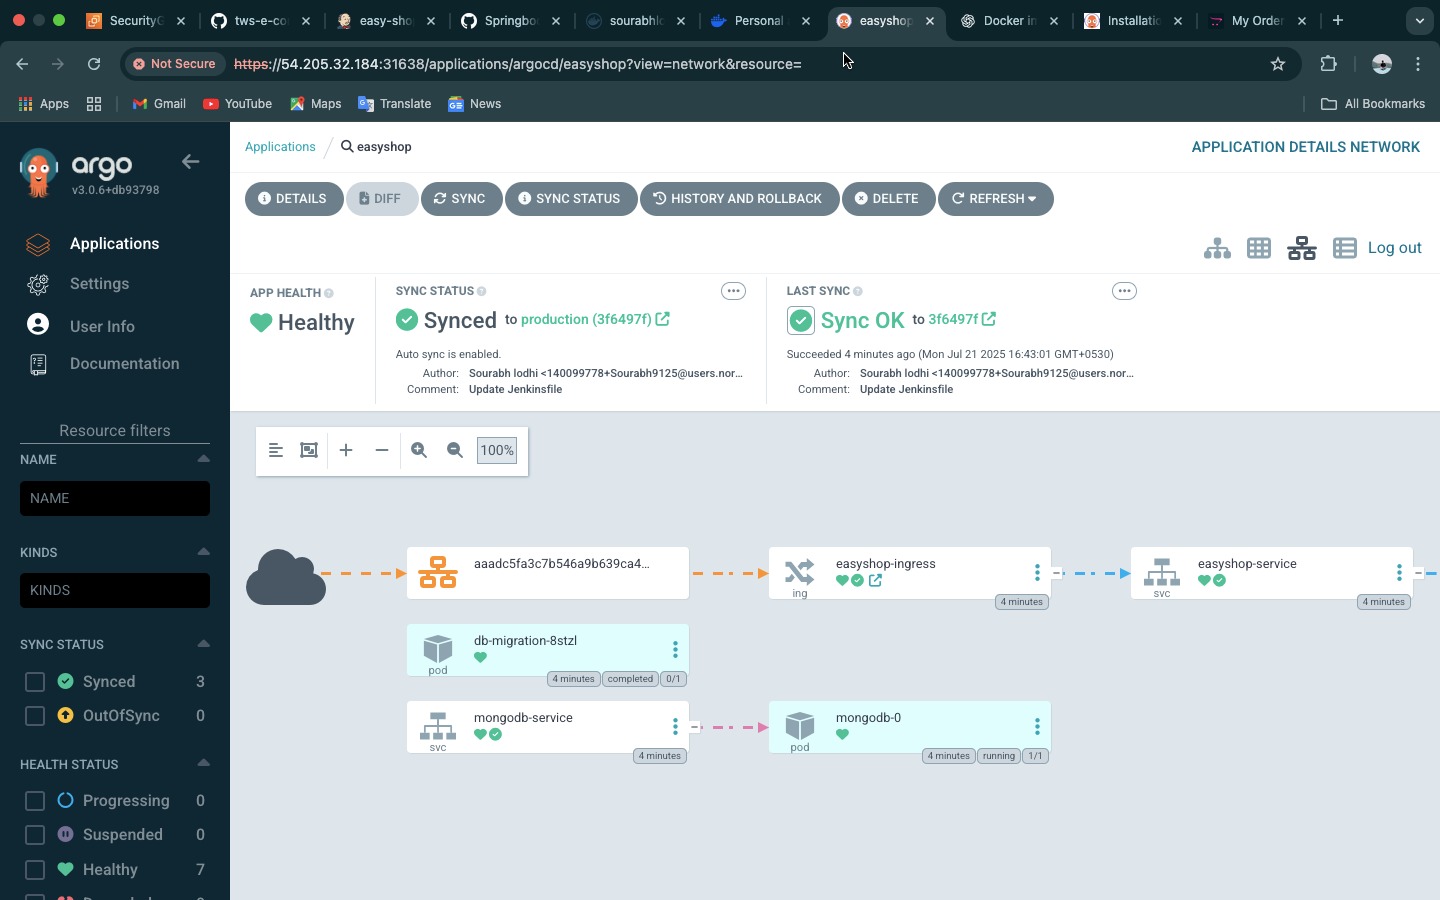 SecurityG
tws-e-co
easy-sho
Springbo
sourabhlo
Personal
easyshop
Docker in
Installatio
My Order
Not Secure https://54.205.32.184:31638/applications/argocd/easyshop?view=network&resource=
Apps Gmail YouTube Maps Translate News All Bookmarks
argo
v3.0.6+db93798
Applications
Settings
User Info
Documentation
Resource filters
NAME
NAME
KINDS
KINDS
SYNC STATUS
Synced 3
OutOfSync 0
HEALTH STATUS
Progressing 0
Suspended 0
Healthy 7
Applications / easyshop
APPLICATION DETAILS NETWORK
DETAILS DIFF SYNC SYNC STATUS HISTORY AND ROLLBACK DELETE REFRESH
Log out
APP HEALTH
Healthy
SYNC STATUS
Synced to production (3f6497f)
Auto sync is enabled.
Author: Sourabh lodhi <140099778+Sourabh9125@users.nor...
Comment: Update Jenkinsfile
LAST SYNC
Sync OK to 3f6497f
Succeeded 4 minutes ago (Mon Jul 21 2025 16:43:01 GMT+0530)
Author: Sourabh lodhi <140099778+Sourabh9125@users.nor...
Comment: Update Jenkinsfile
100%
aaadc5fa3c7b546a9b639ca4...
easyshop-ingress
ing
4 minutes
easyshop-service
svc
4 minutes
db-migration-8stzl
pod
4 minutes completed 0/1
mongodb-service
svc
4 minutes
mongodb-0
pod
4 minutes running 1/1